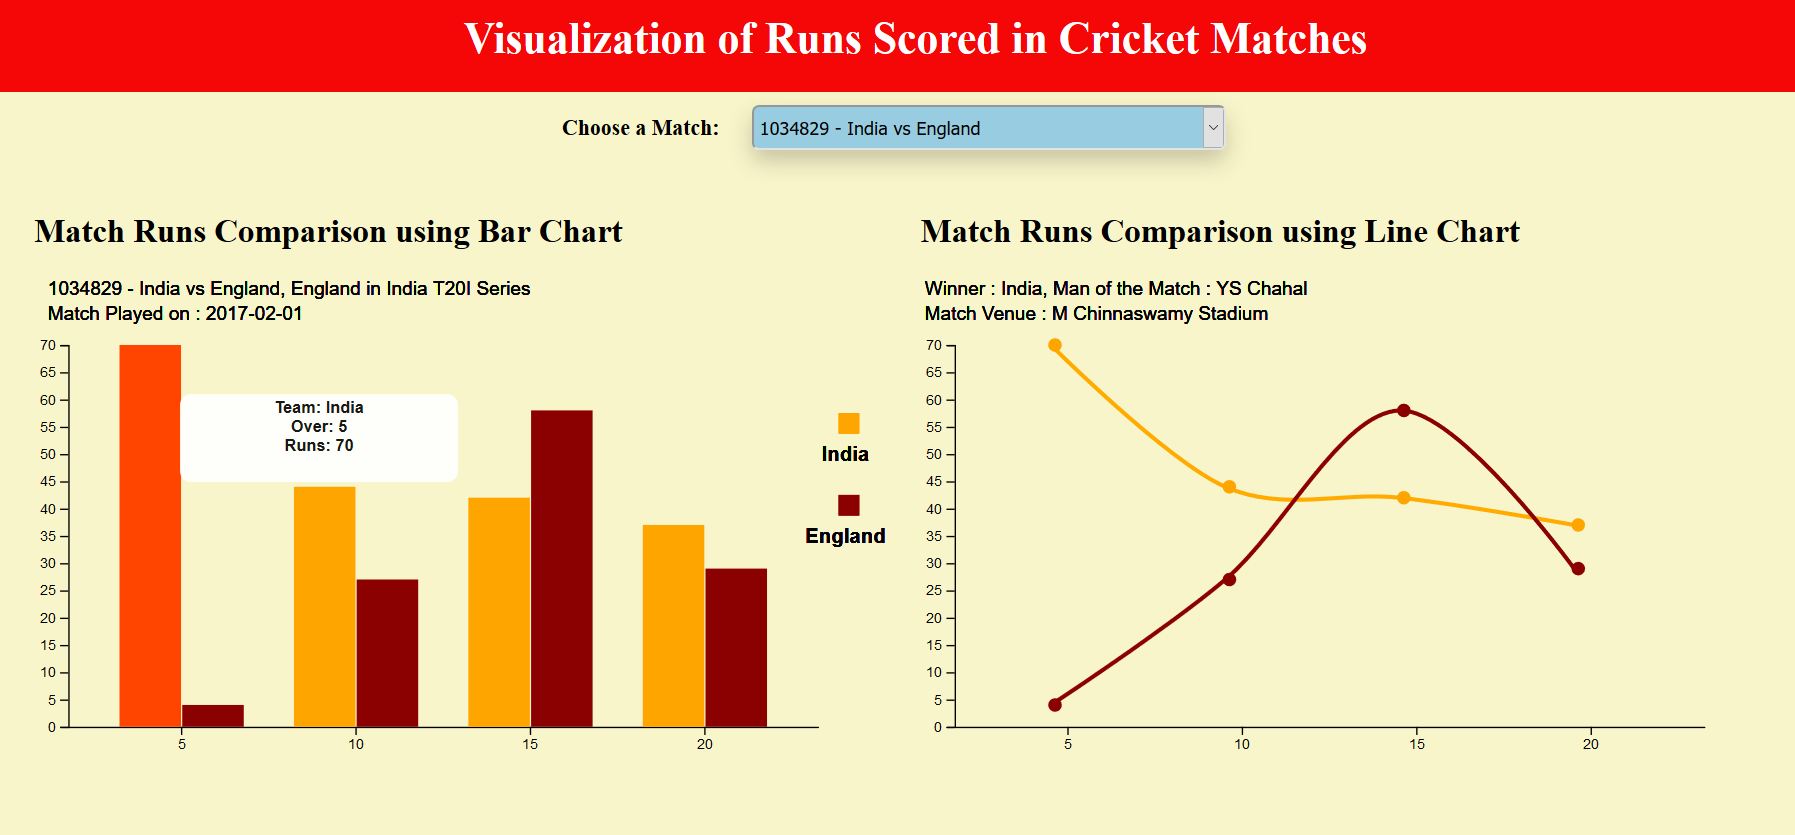 Visualization of Runs Scored in Cricket Matches
Choose a Match:
1034829 - India vs England
Match Runs Comparison using Bar Chart
1034829 - India vs England, England in India T20I Series
Match Played on : 2017-02-01
70
65
60
55
50
45
40
35
30
25
20
15
10
5
0
Team: India
Over: 5
Runs: 70
5 10 15 20
India
England
Match Runs Comparison using Line Chart
Winner : India, Man of the Match : YS Chahal
Match Venue : M Chinnaswamy Stadium
70
65
60
55
50
45
40
35
30
25
20
15
10
5
0
5 10 15 20